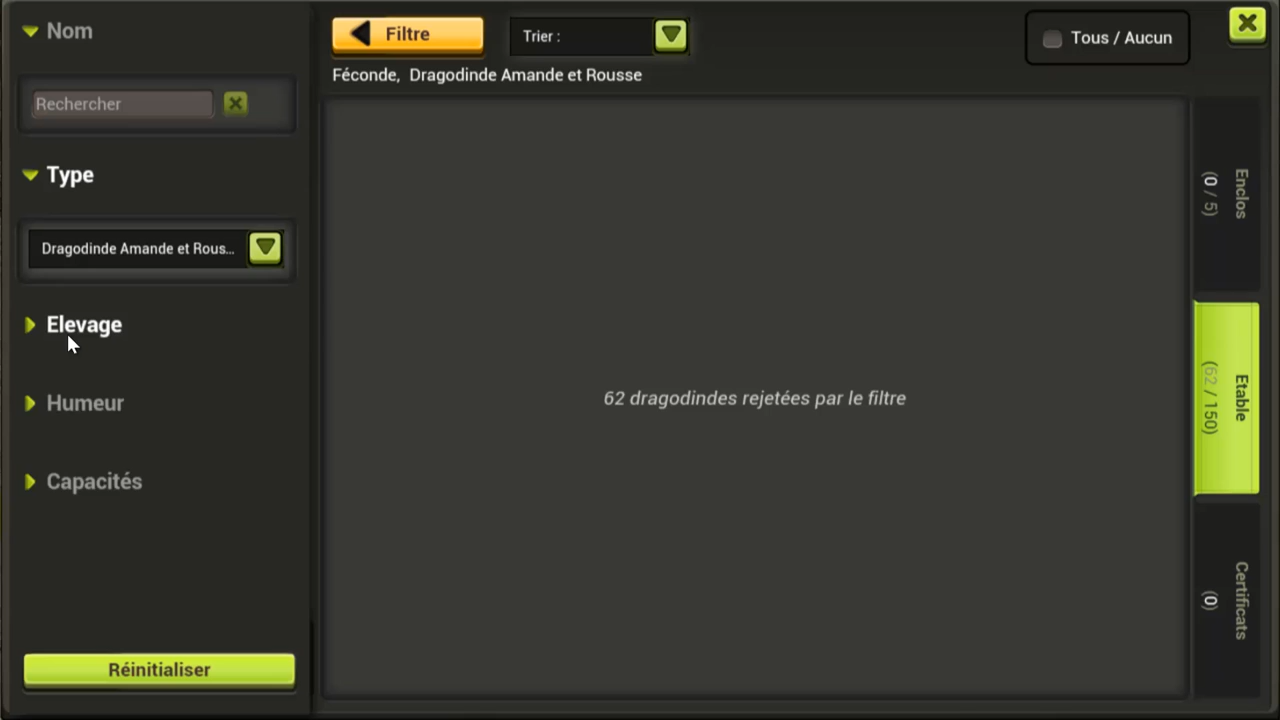 Nom
Rechercher
Type
Dragodinde Amande et Rous...
Elevage
Humeur
Capacités
Réinitialiser
Filtre
Trier :
Tous / Aucun
Féconde, Dragodinde Amande et Rousse
62 dragodindes rejetées par le filtre
Enclos
(0 / 5)
Etable
(62 / 150)
Certificats
(0)